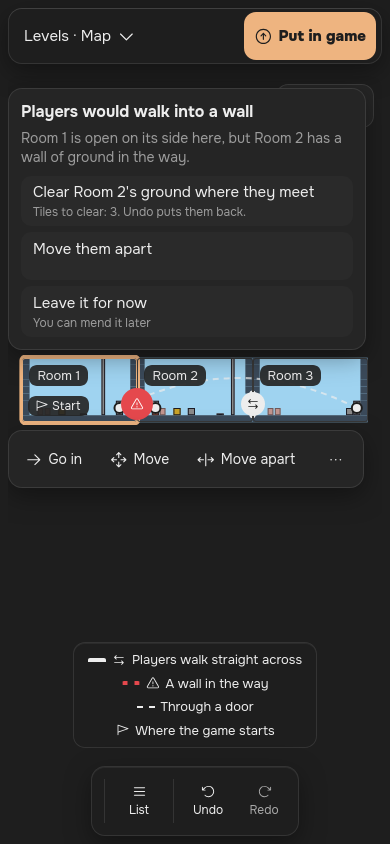 Levels · Map
Put in game
Players would walk into a wall
Room 1 is open on its side here, but Room 2 has a
wall of ground in the way.
Clear Room 2's ground where they meet
Tiles to clear: 3. Undo puts them back.
Move them apart
Leave it for now
You can mend it later
Room 1
Room 2
Room 3
Start
Go in
Move
Move apart
...
Players walk straight across
A wall in the way
Through a door
Where the game starts
List
Undo
Redo